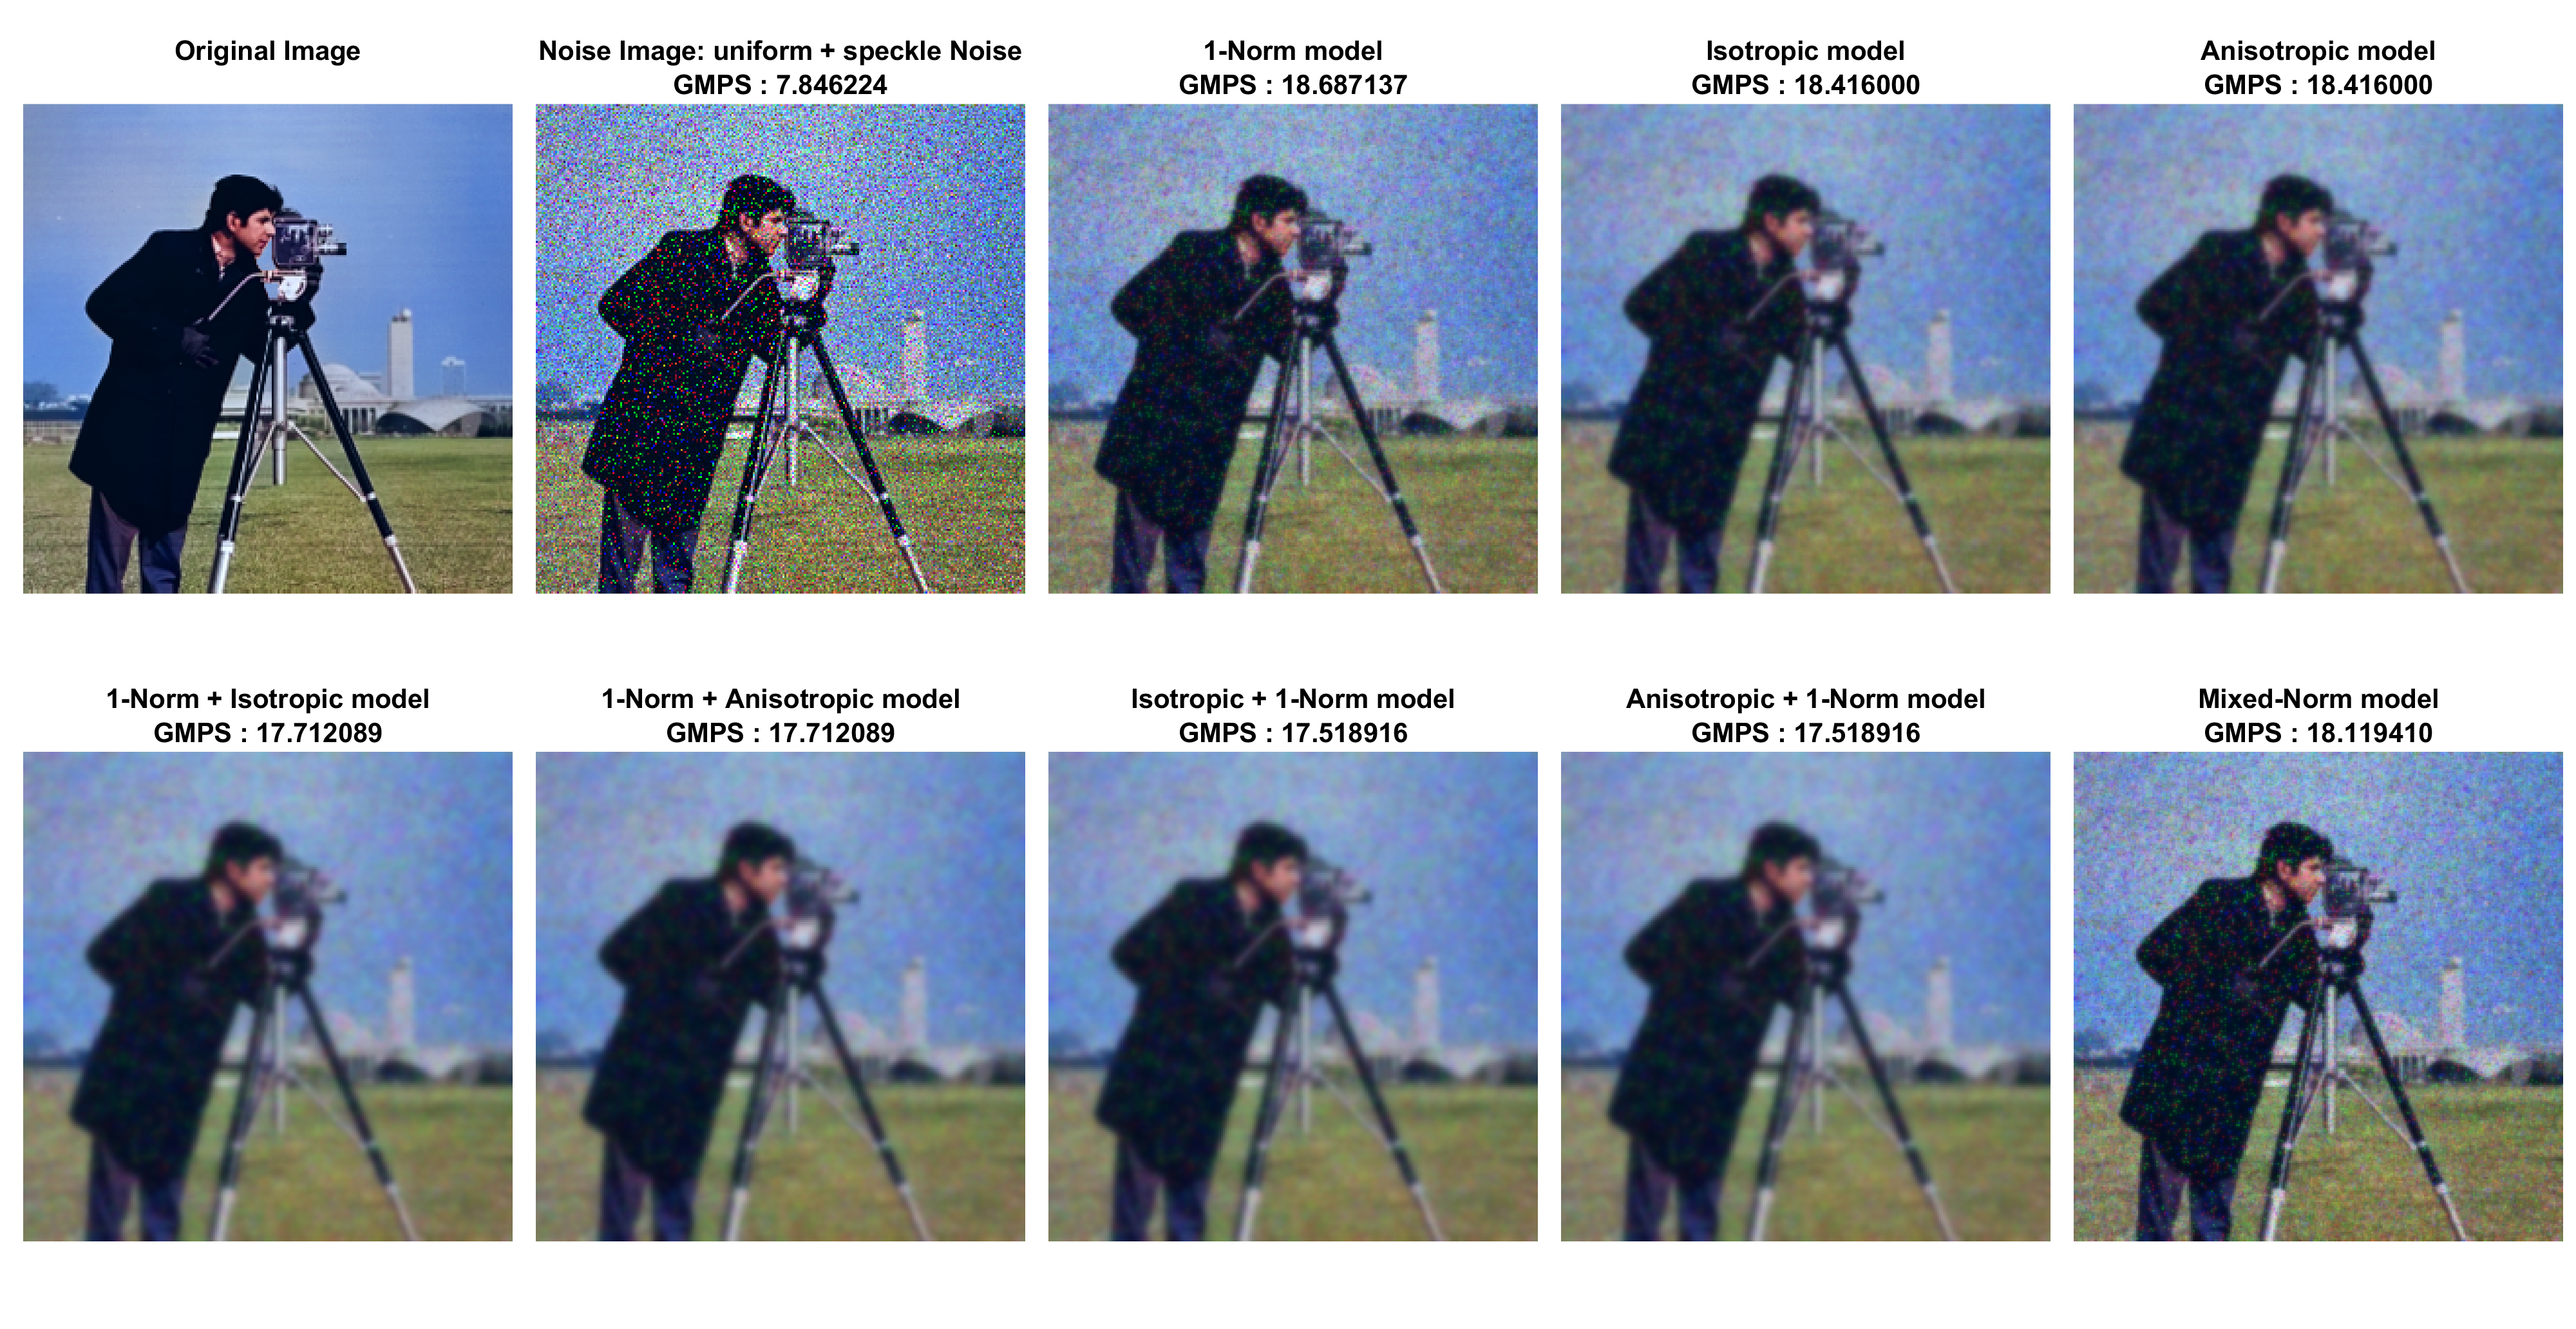 Original Image
Noise Image: uniform + speckle Noise
GMPS : 7.846224
1-Norm model
GMPS : 18.687137
Isotropic model
GMPS : 18.416000
Anisotropic model
GMPS : 18.416000
1-Norm + Isotropic model
GMPS : 17.712089
1-Norm + Anisotropic model
GMPS : 17.712089
Isotropic + 1-Norm model
GMPS : 17.518916
Anisotropic + 1-Norm model
GMPS : 17.518916
Mixed-Norm model
GMPS : 18.119410